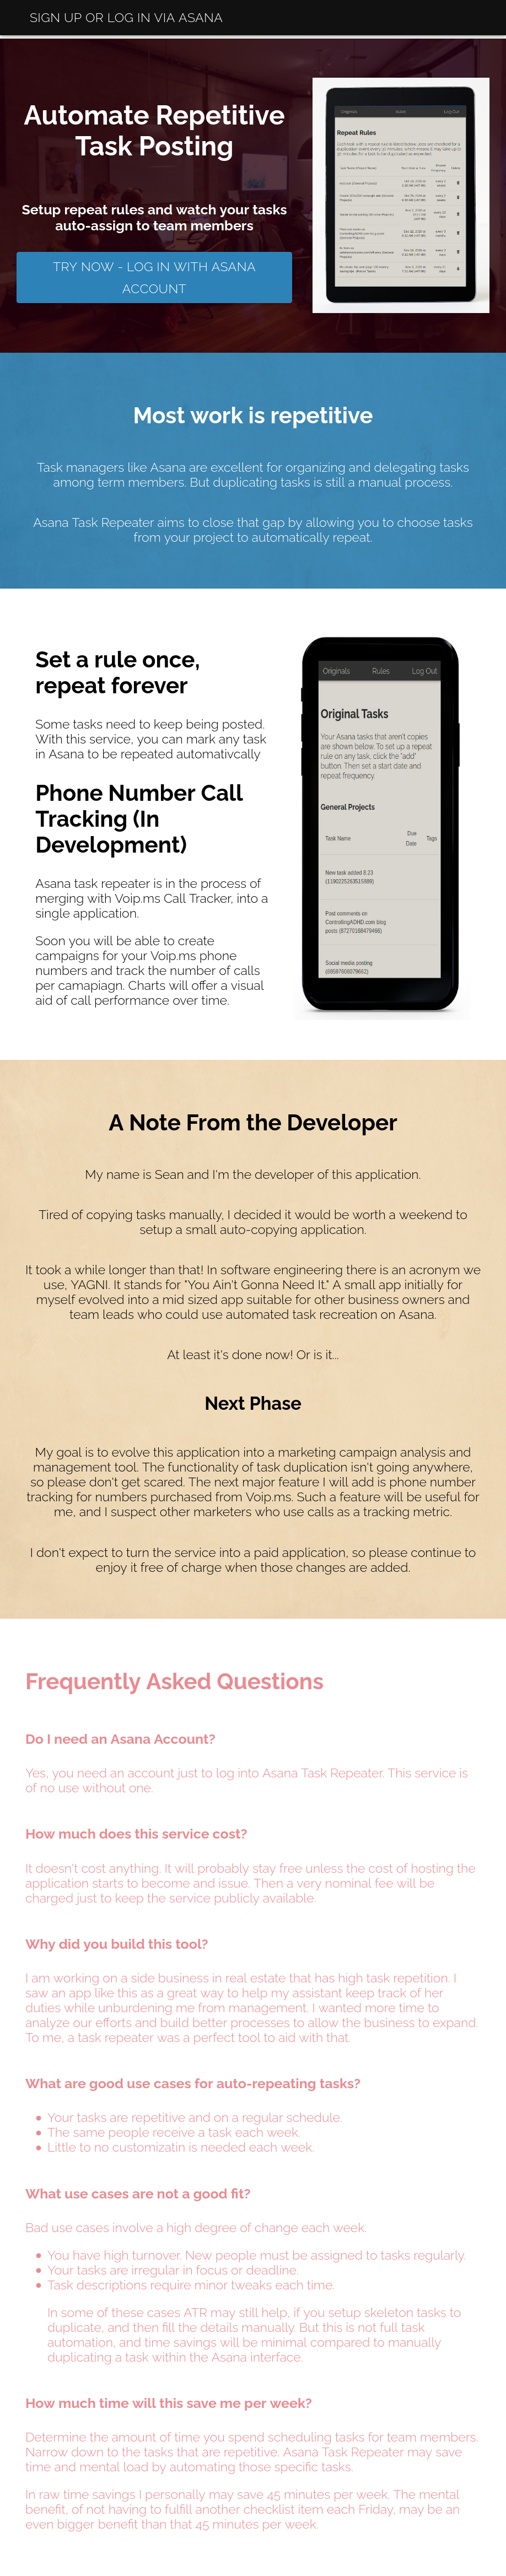 SIGN UP OR LOG IN VIA ASANA
Automate Repetitive
Task Posting
Setup repeat rules and watch your tasks
auto-assign to team members
TRY NOW - LOG IN WITH ASANA
ACCOUNT
Originals Rules Log Out
Repeat Rules
Most work is repetitive
Task managers like Asana are excellent for organizing and delegating tasks
among term members. But duplicating tasks is still a manual process.
Asana Task Repeater aims to close that gap by allowing you to choose tasks
from your project to automatically repeat.
Set a rule once,
repeat forever
Some tasks need to keep being posted.
With this service, you can mark any task
in Asana to be repeated automativcally
Phone Number Call
Tracking (In
Development)
Asana task repeater is in the process of
merging with Voip.ms Call Tracker, into a
single application.
Soon you will be able to create
campaigns for your Voip.ms phone
numbers and track the number of calls
per camapiagn. Charts will offer a visual
aid of call performance over time.
Originals Rules Log Out
Original Tasks
Your Asana tasks that aren't copies
are shown below. To set up a repeat
rule on any task, click the "add"
button. Then set a start date and
repeat frequency.
General Projects
Task Name Due Date Tags
New task added 8.23
Post comments on
ControllingADHD.com blog
Social media posting
A Note From the Developer
My name is Sean and I'm the developer of this application.
Tired of copying tasks manually, I decided it would be worth a weekend to
setup a small auto-copying application.
It took a while longer than that! In software engineering there is an acronym we
use, YAGNI. It stands for "You Ain't Gonna Need It." A small app initially for
myself evolved into a mid sized app suitable for other business owners and
team leads who could use automated task recreation on Asana.
At least it's done now! Or is it...
Next Phase
My goal is to evolve this application into a marketing campaign analysis and
management tool. The functionality of task duplication isn't going anywhere,
so please don't get scared. The next major feature I will add is phone number
tracking for numbers purchased from Voip.ms. Such a feature will be useful for
me, and I suspect other marketers who use calls as a tracking metric.
I don't expect to turn the service into a paid application, so please continue to
enjoy it free of charge when those changes are added.
Frequently Asked Questions
Do I need an Asana Account?
Yes, you need an account just to log into Asana Task Repeater. This service is
of no use without one.
How much does this service cost?
It doesn't cost anything. It will probably stay free unless the cost of hosting the
application starts to become and issue. Then a very nominal fee will be
charged just to keep the service publicly available.
Why did you build this tool?
I am working on a side business in real estate that has high task repetition. I
saw an app like this as a great way to help my assistant keep track of her
duties while unburdening me from management. I wanted more time to
analyze our efforts and build better processes to allow the business to expand.
To me, a task repeater was a perfect tool to aid with that.
What are good use cases for auto-repeating tasks?
Your tasks are repetitive and on a regular schedule.
The same people receive a task each week.
Little to no customizatin is needed each week.
What use cases are not a good fit?
Bad use cases involve a high degree of change each week.
You have high turnover. New people must be assigned to tasks regularly.
Your tasks are irregular in focus or deadline.
Task descriptions require minor tweaks each time.
In some of these cases ATR may still help, if you setup skeleton tasks to
duplicate, and then fill the details manually. But this is not full task
automation, and time savings will be minimal compared to manually
duplicating a task within the Asana interface.
How much time will this save me per week?
Determine the amount of time you spend scheduling tasks for team members.
Narrow down to the tasks that are repetitive. Asana Task Repeater may save
time and mental load by automating those specific tasks.
In raw time savings I personally may save 45 minutes per week. The mental
benefit, of not having to fulfill another checklist item each Friday, may be an
even bigger benefit than that 45 minutes per week.